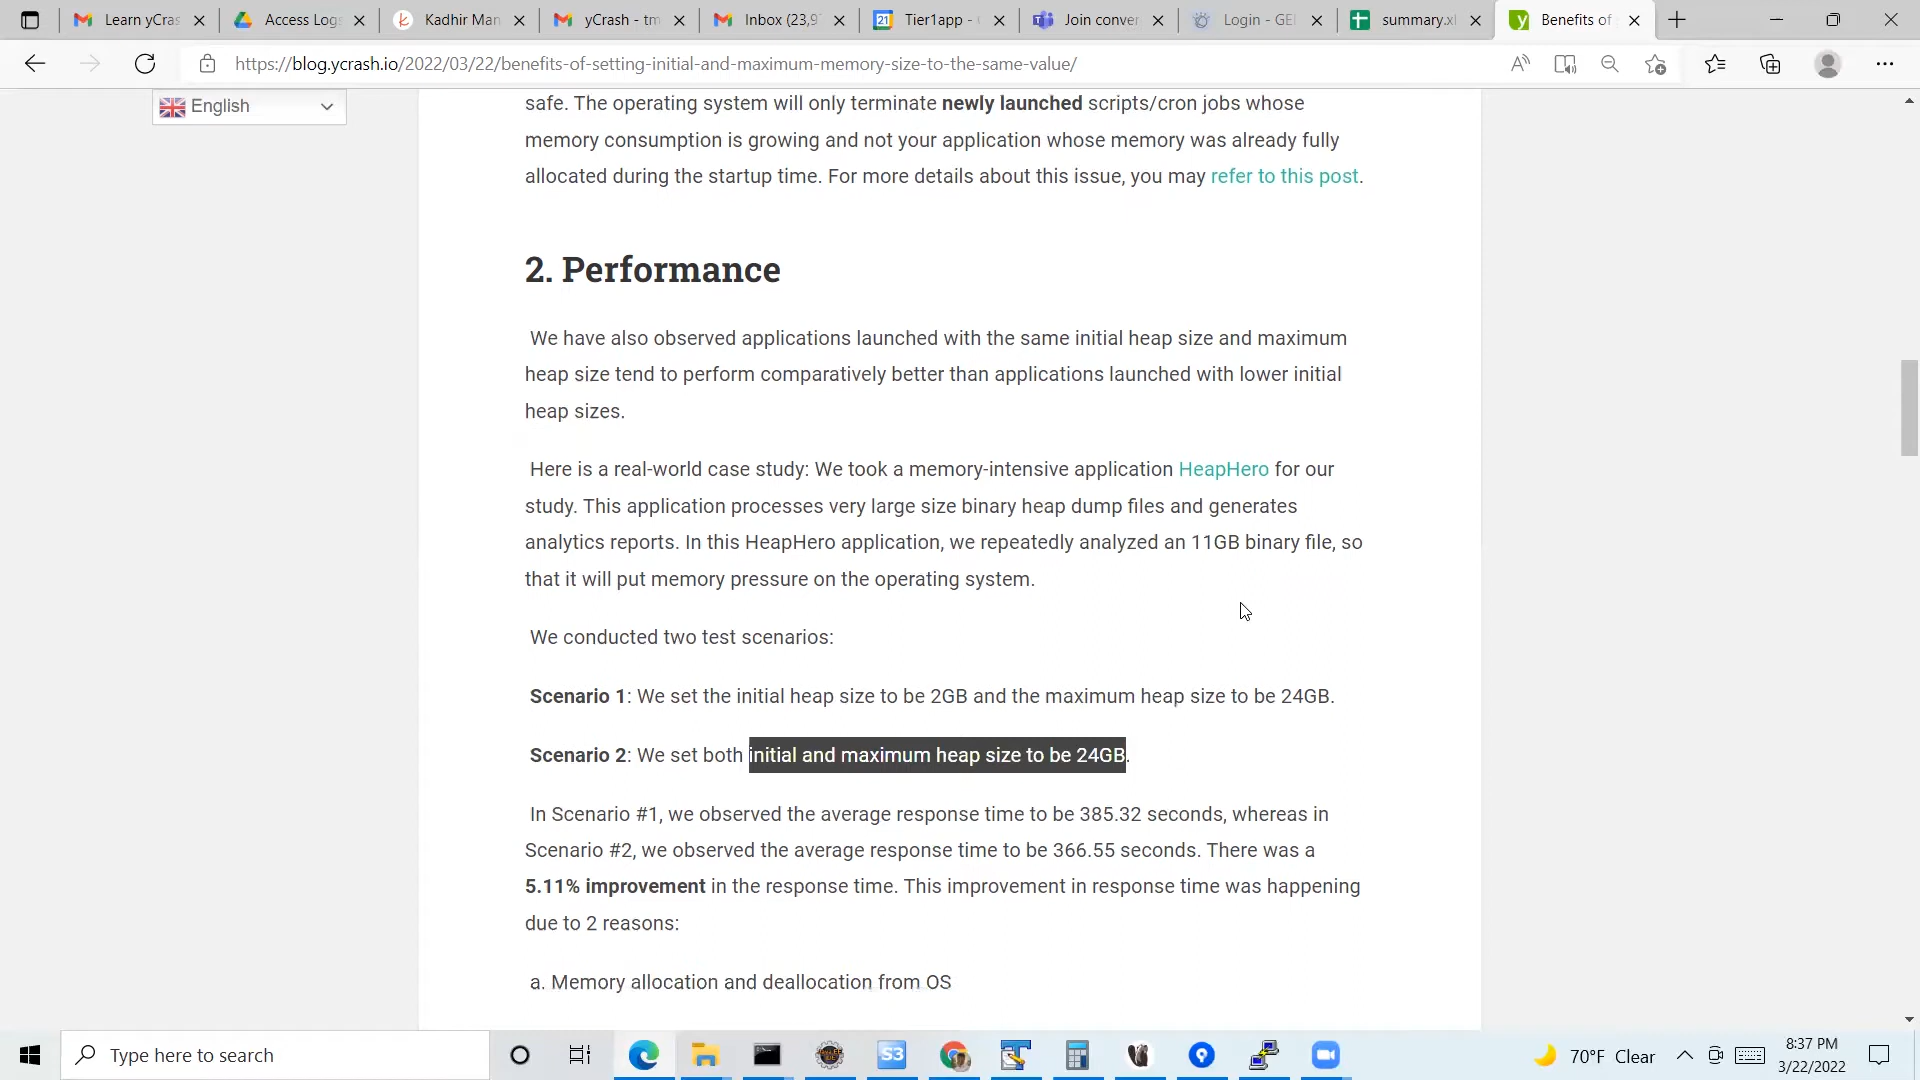 Learn yCras
Access Log
Kadhir Man
yCrash - tm
Inbox (23,9
21
Tier1app -
Join conver
Login - GE
summary.xl
y
Benefits of
https://blog.ycrash.io/2022/03/22/benefits-of-setting-initial-and-maximum-memory-size-to-the-same-value/
English
safe. The operating system will only terminate newly launched scripts/cron jobs whose
memory consumption is growing and not your application whose memory was already fully
allocated during the startup time. For more details about this issue, you may refer to this post.
2. Performance
We have also observed applications launched with the same initial heap size and maximum
heap size tend to perform comparatively better than applications launched with lower initial
heap sizes.
Here is a real-world case study: We took a memory-intensive application HeapHero for our
study. This application processes very large size binary heap dump files and generates
analytics reports. In this HeapHero application, we repeatedly analyzed an 11GB binary file, so
that it will put memory pressure on the operating system.
We conducted two test scenarios:
Scenario 1: We set the initial heap size to be 2GB and the maximum heap size to be 24GB.
Scenario 2: We set both initial and maximum heap size to be 24GB.
In Scenario #1, we observed the average response time to be 385.32 seconds, whereas in
Scenario #2, we observed the average response time to be 366.55 seconds. There was a
5.11% improvement in the response time. This improvement in response time was happening
due to 2 reasons:
a. Memory allocation and deallocation from OS
Type here to search
S3
70°F Clear
8:37 PM
3/22/2022